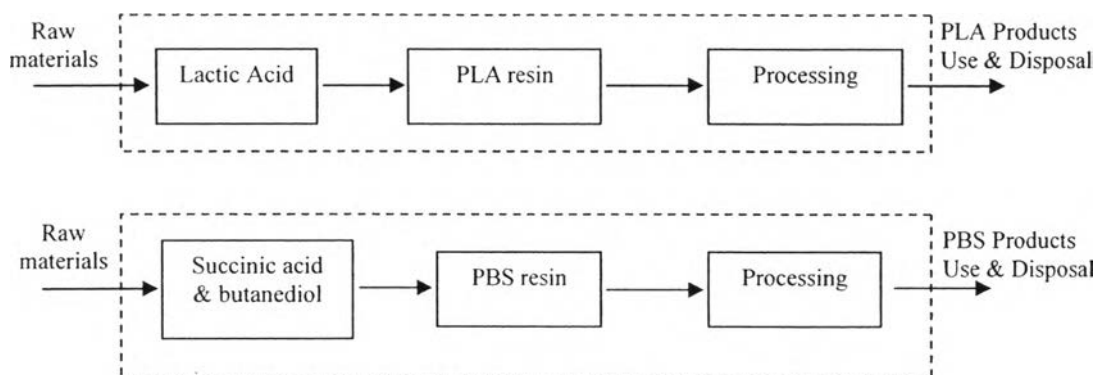 Raw
materials
Lactic Acid
PLA resin
Processing
PLA Products
Use & Disposal
Raw
materials
Succinic acid
& butanediol
PBS resin
Processing
PBS Products
Use & Disposal